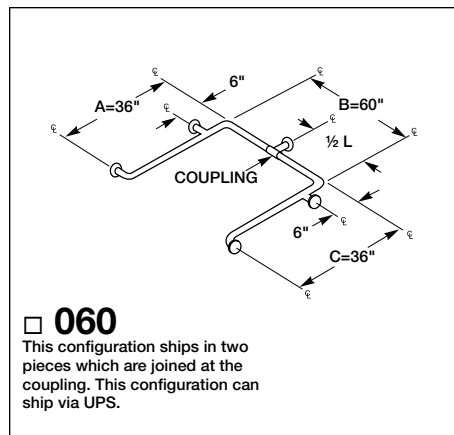 6"
A=36"
B=60"
½ L
COUPLING
6"
C=36"
□ 060
This configuration ships in two
pieces which are joined at the
coupling. This configuration can
ship via UPS.